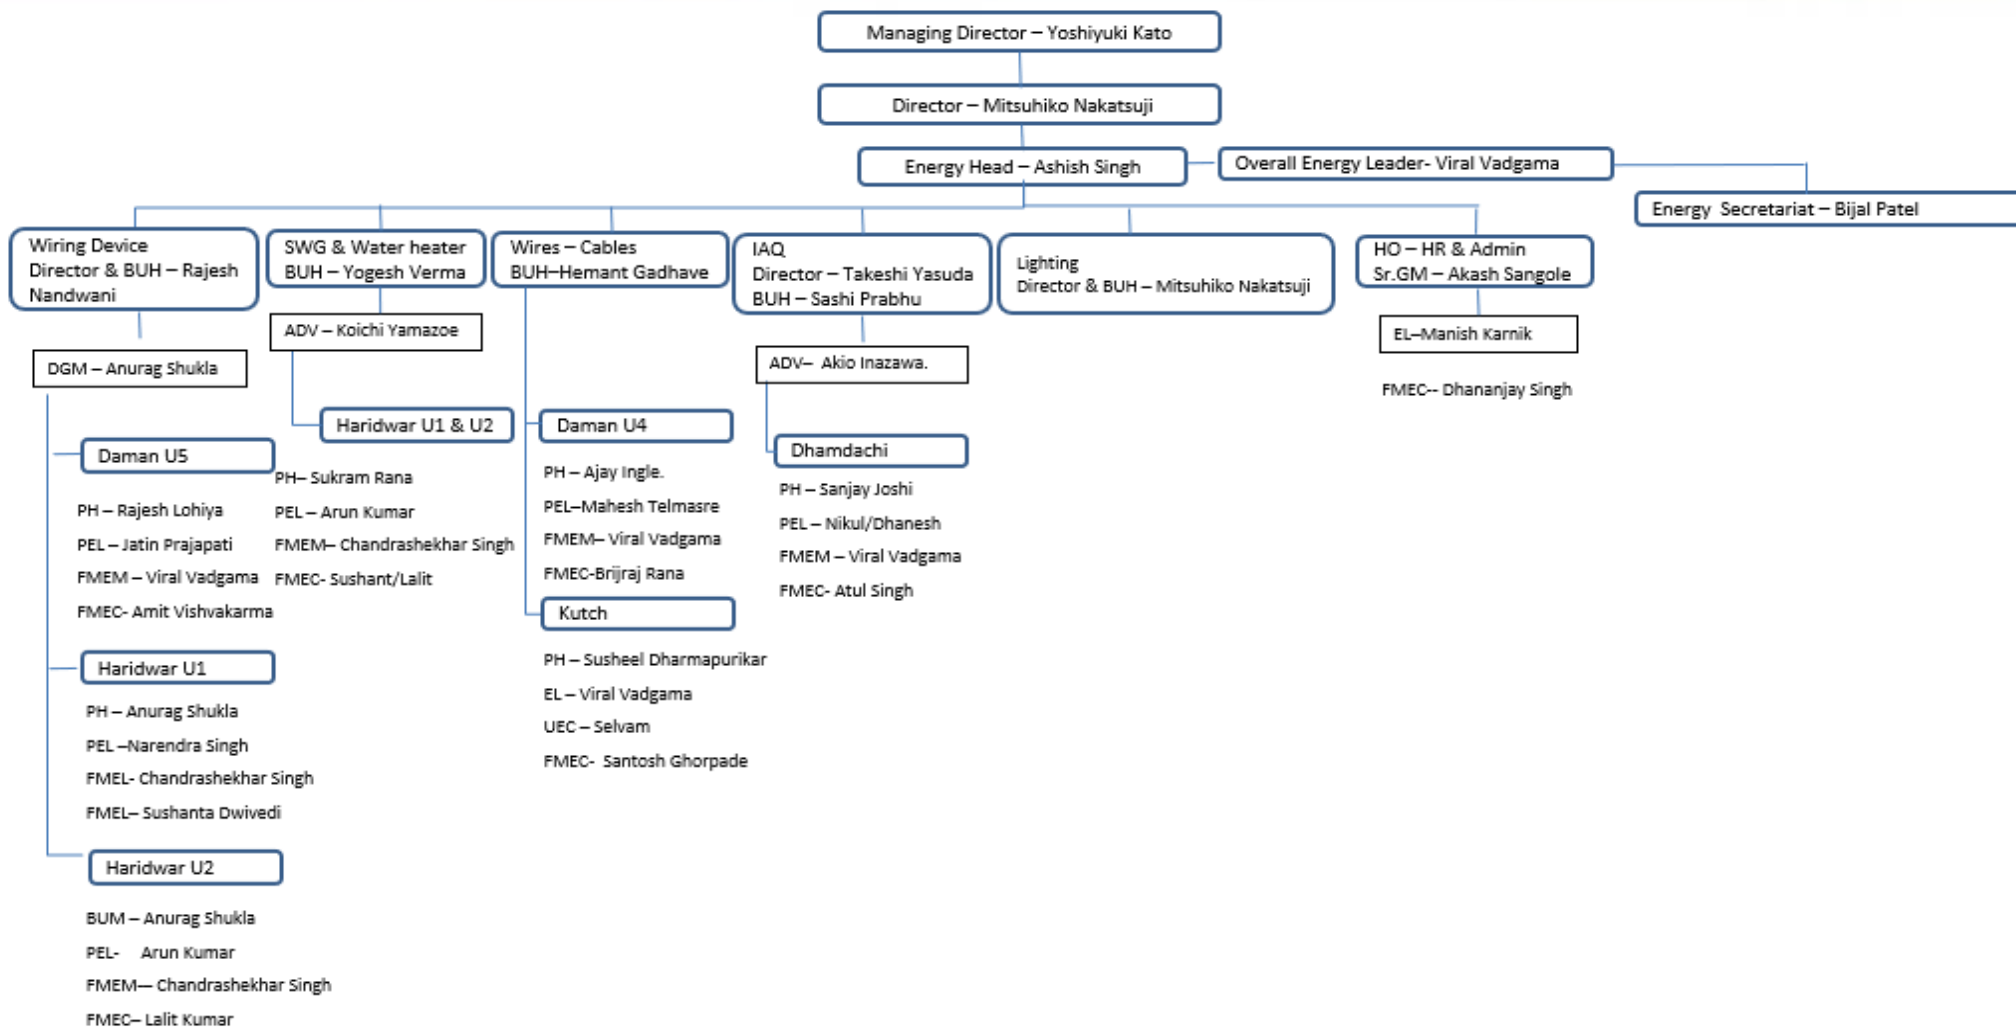 Managing Director – Yoshiyuki Kato
Director – Mitsuhiko Nakatsuji
Energy Head – Ashish Singh
Overall Energy Leader- Viral Vadgama
Energy Secretariat – Bijal Patel
Wiring Device
Director & BUH – Rajesh
Nandwani
DGM – Anurag Shukla
Daman U5
PH – Rajesh Lohiya
PEL – Jatin Prajapati
FMEM – Viral Vadgama
FMEC- Amit Vishvakarma
Haridwar U1
PH – Anurag Shukla
PEL –Narendra Singh
FMEL- Chandrashekhar Singh
FMEL– Sushanta Dwivedi
Haridwar U2
BUM – Anurag Shukla
PEL- Arun Kumar
FMEM–- Chandrashekhar Singh
FMEC– Lalit Kumar
SWG & Water heater
BUH – Yogesh Verma
ADV – Koichi Yamazoe
Haridwar U1 & U2
PH– Sukram Rana
PEL – Arun Kumar
FMEM– Chandrashekhar Singh
FMEC- Sushant/Lalit
Wires – Cables
BUH–Hemant Gadhave
Daman U4
PH – Ajay Ingle.
PEL–Mahesh Telmasre
FMEM– Viral Vadgama
FMEC-Brijraj Rana
Kutch
PH – Susheel Dharmapurikar
EL – Viral Vadgama
UEC – Selvam
FMEC- Santosh Ghorpade
IAQ
Director – Takeshi Yasuda
BUH – Sashi Prabhu
ADV– Akio Inazawa.
Dhamdachi
PH – Sanjay Joshi
PEL – Nikul/Dhanesh
FMEM – Viral Vadgama
FMEC- Atul Singh
Lighting
Director & BUH – Mitsuhiko Nakatsuji
HO – HR & Admin
Sr.GM – Akash Sangole
EL–Manish Karnik
FMEC-- Dhananjay Singh